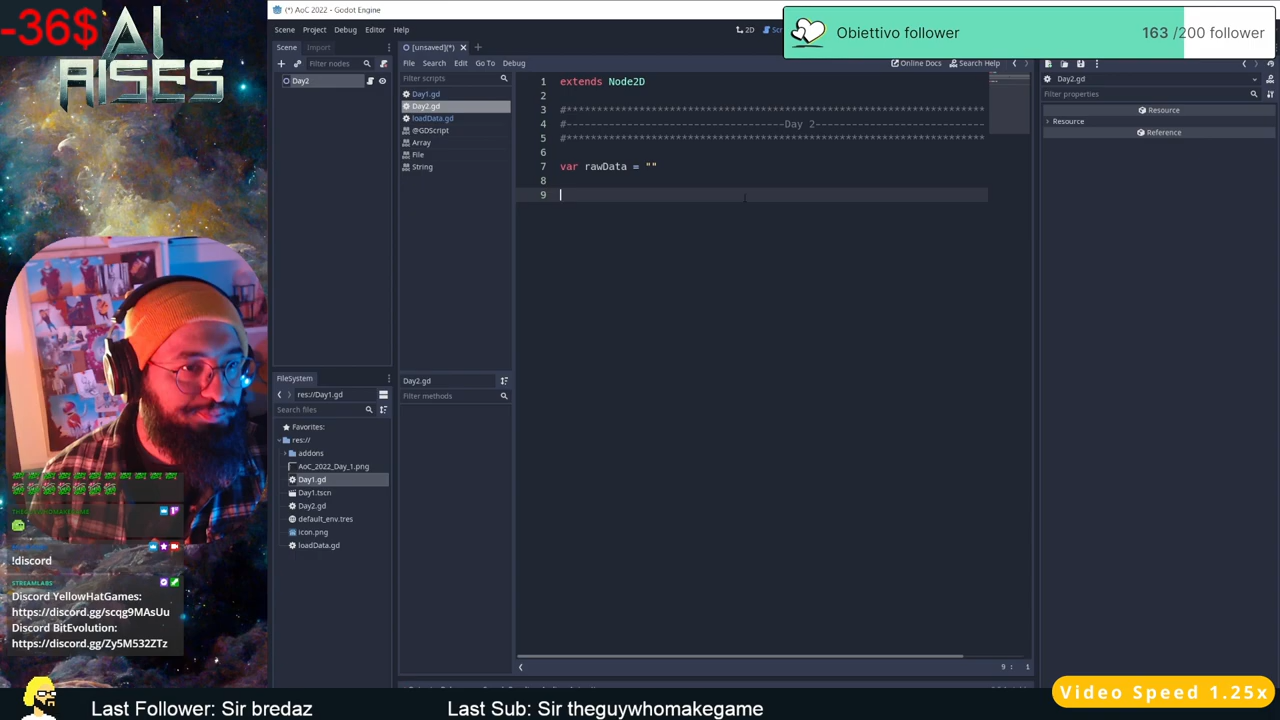 -36$
AI
RISES
(*) AoC 2022 - Godot Engine
Scene Project Debug Editor Help
2D
Obiettivo follower
163 /200 follower
Scene Import
[unsaved](*)
Filter nodes
Day2
File Search Edit Go To Debug
Online Docs Search Help
Filter scripts
Day1.gd
Day2.gd
loadData.gd
@GDScript
Array
File
String
Day2.gd
Filter methods
1 extends Node2D
2
3
4 Day 2
5
6
7 var rawData = ""
8
9
9 : 1
Day2.gd
Filter properties
Resource
Resource
Reference
FileSystem
res://Day1.gd
Search files
Favorites:
res://
addons
AoC_2022_Day_1.png
Day1.gd
Day1.tscn
Day2.gd
default_env.tres
icon.png
loadData.gd
!discord
STREAMLABS
Discord YellowHatGames:
https://discord.gg/scqg9MAsUu
Discord BitEvolution:
https://discord.gg/Zy5M532ZTz
Video Speed 1.25x
Last Follower: Sir bredaz
Last Sub: Sir theguywhomakegame